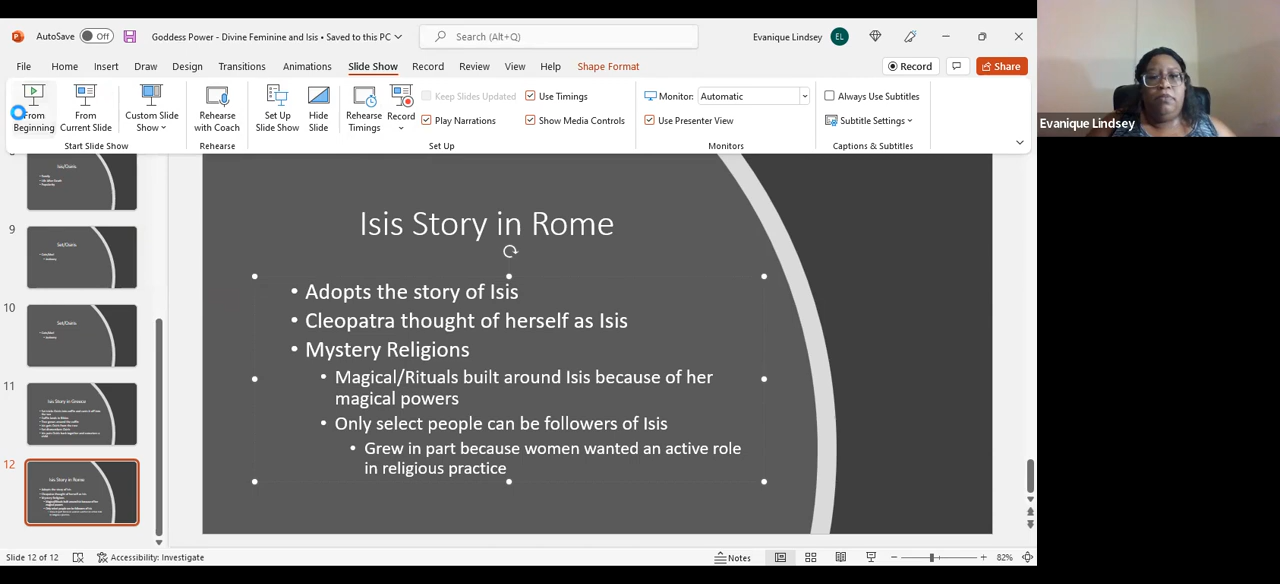 AutoSave Off Goddess Power - Divine Feminine and Isis • Saved to this PC Search (Alt+Q) Evanique Lindsey EL
File Home Insert Draw Design Transitions Animations Slide Show Record Review View Help Shape Format Record Share
From Beginning
From Current Slide
Custom Slide Show
Start Slide Show
Rehearse with Coach
Rehearse
Set Up Slide Show
Hide Slide
Rehearse Timings
Record
Keep Slides Updated
Play Narrations
Use Timings
Show Media Controls
Set Up
Monitor: Automatic
Use Presenter View
Monitors
Always Use Subtitles
Subtitle Settings
Captions & Subtitles
Evanique Lindsey
Isis/Osiris
9
Set/Osiris
10
Set/Osiris
11
Isis Story in Greece
12
Isis Story in Rome
Isis Story in Rome
• Adopts the story of Isis
• Cleopatra thought of herself as Isis
• Mystery Religions
• Magical/Rituals built around Isis because of her
magical powers
• Only select people can be followers of Isis
• Grew in part because women wanted an active role
in religious practice
Slide 12 of 12 Accessibility: Investigate Notes 82%